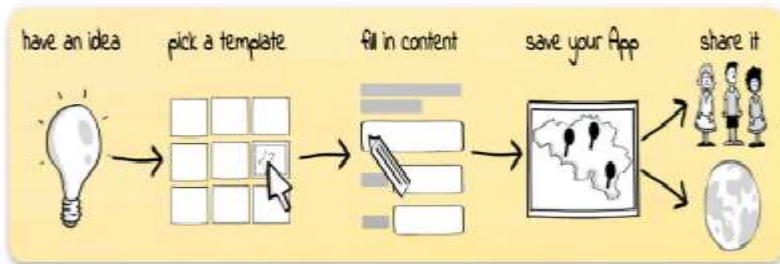 have an idea
pick a template
fill in content
save your App
share it